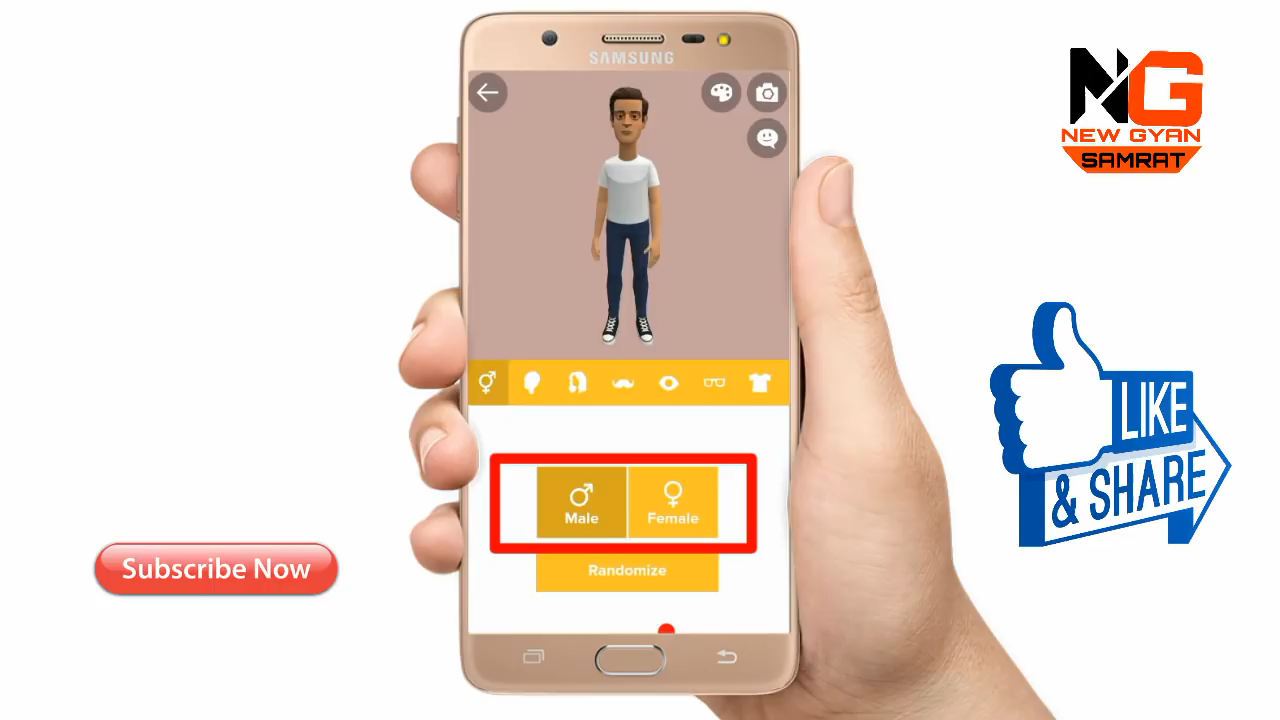 SAMSUNG
NG
NEW GYAN
SAMRAT
LIKE
& SHARE
Male
Female
Randomize
Subscribe Now